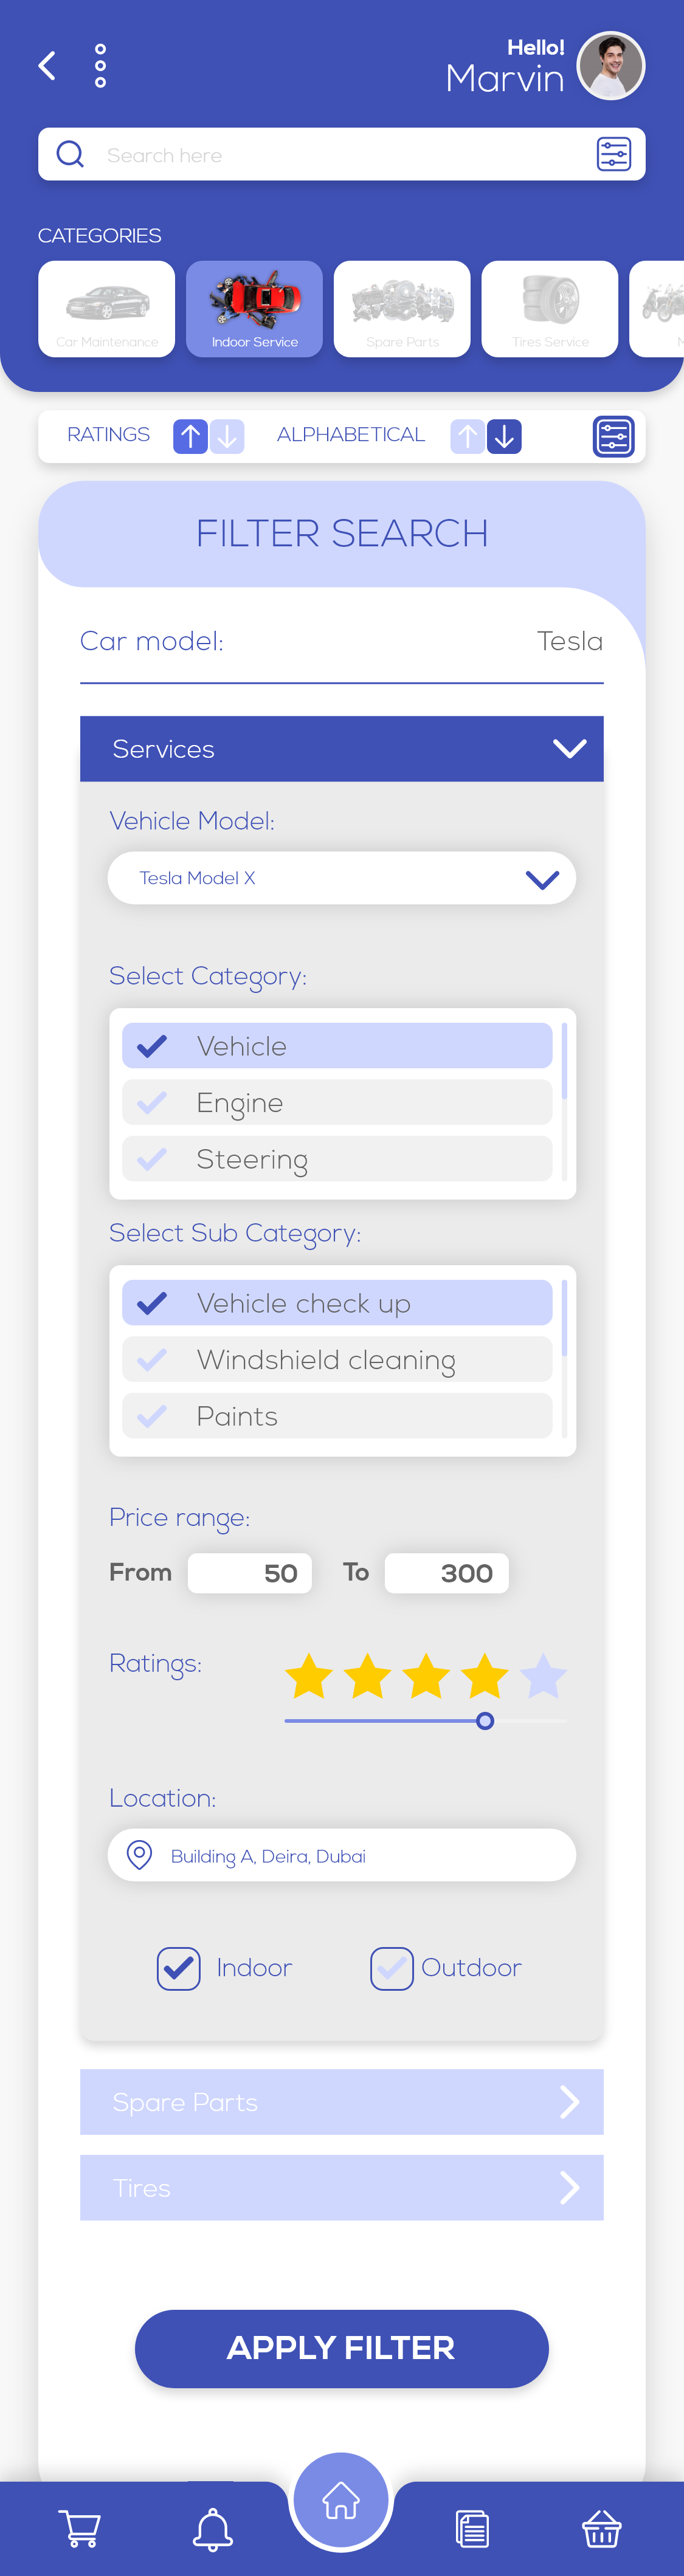 Hello!
Marvin
Search here
CATEGORIES
Car Maintenance
Indoor Service
Spare Parts
Tires Service
M
RATINGS
ALPHABETICAL
FILTER SEARCH
Car model: Tesla
Services
Vehicle Model:
Tesla Model X
Select Category:
Vehicle
Engine
Steering
Select Sub Category:
Vehicle check up
Windshield cleaning
Paints
Price range:
From 50 To 300
Ratings:
Location:
Building A, Deira, Dubai
Indoor Outdoor
Spare Parts
Tires
APPLY FILTER